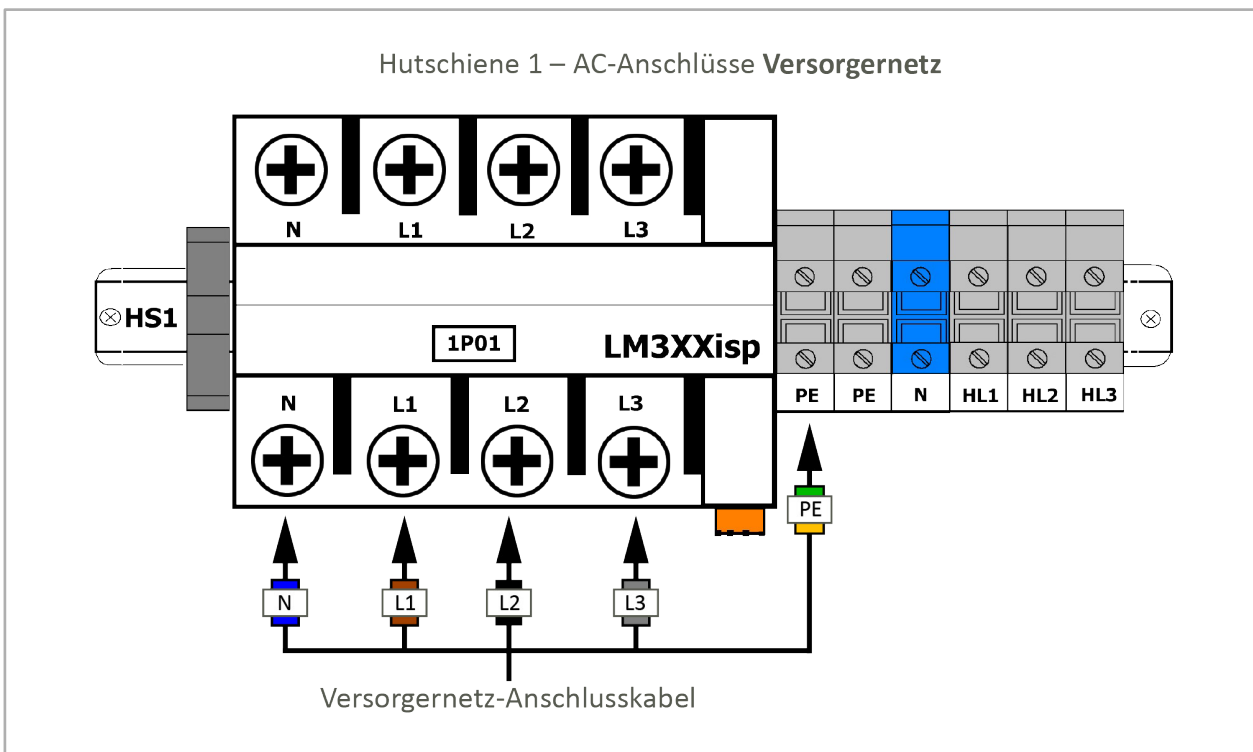 Hutschiene 1 – AC-Anschlüsse Versorgernetz
N L1 L2 L3
HS1
1P01
LM3XXisp
N L1 L2 L3
PE PE N HL1 HL2 HL3
PE
N L1 L2 L3
Versorgernetz-Anschlusskabel